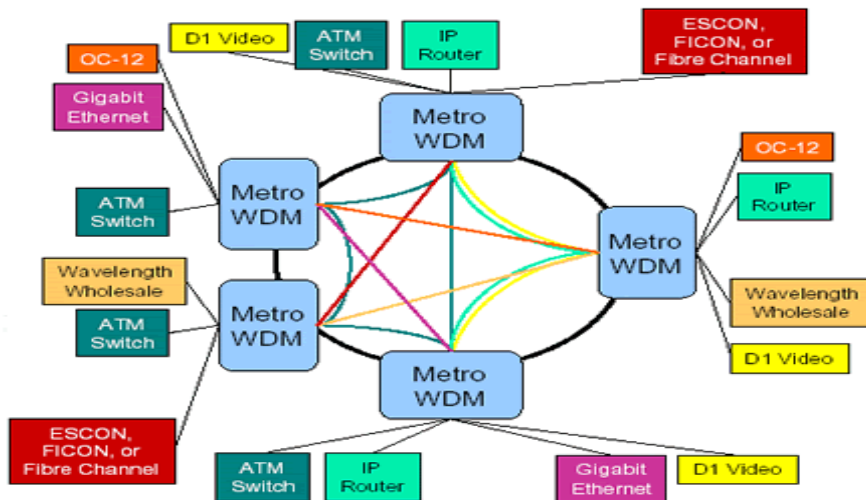 D1 Video
ATM
Switch
IP
Router
ESCON,
FICON, or
Fibre Channel
OC-12
Gigabit
Ethernet
ATM
Switch
Metro
WDM
Metro
WDM
OC-12
IP
Router
Metro
WDM
Wavelength
Wholesale
D1 Video
Wavelength
Wholesale
ATM
Switch
Metro
WDM
ESCON,
FICON, or
Fibre Channel
Metro
WDM
ATM
Switch
IP
Router
Gigabit
Ethernet
D1 Video